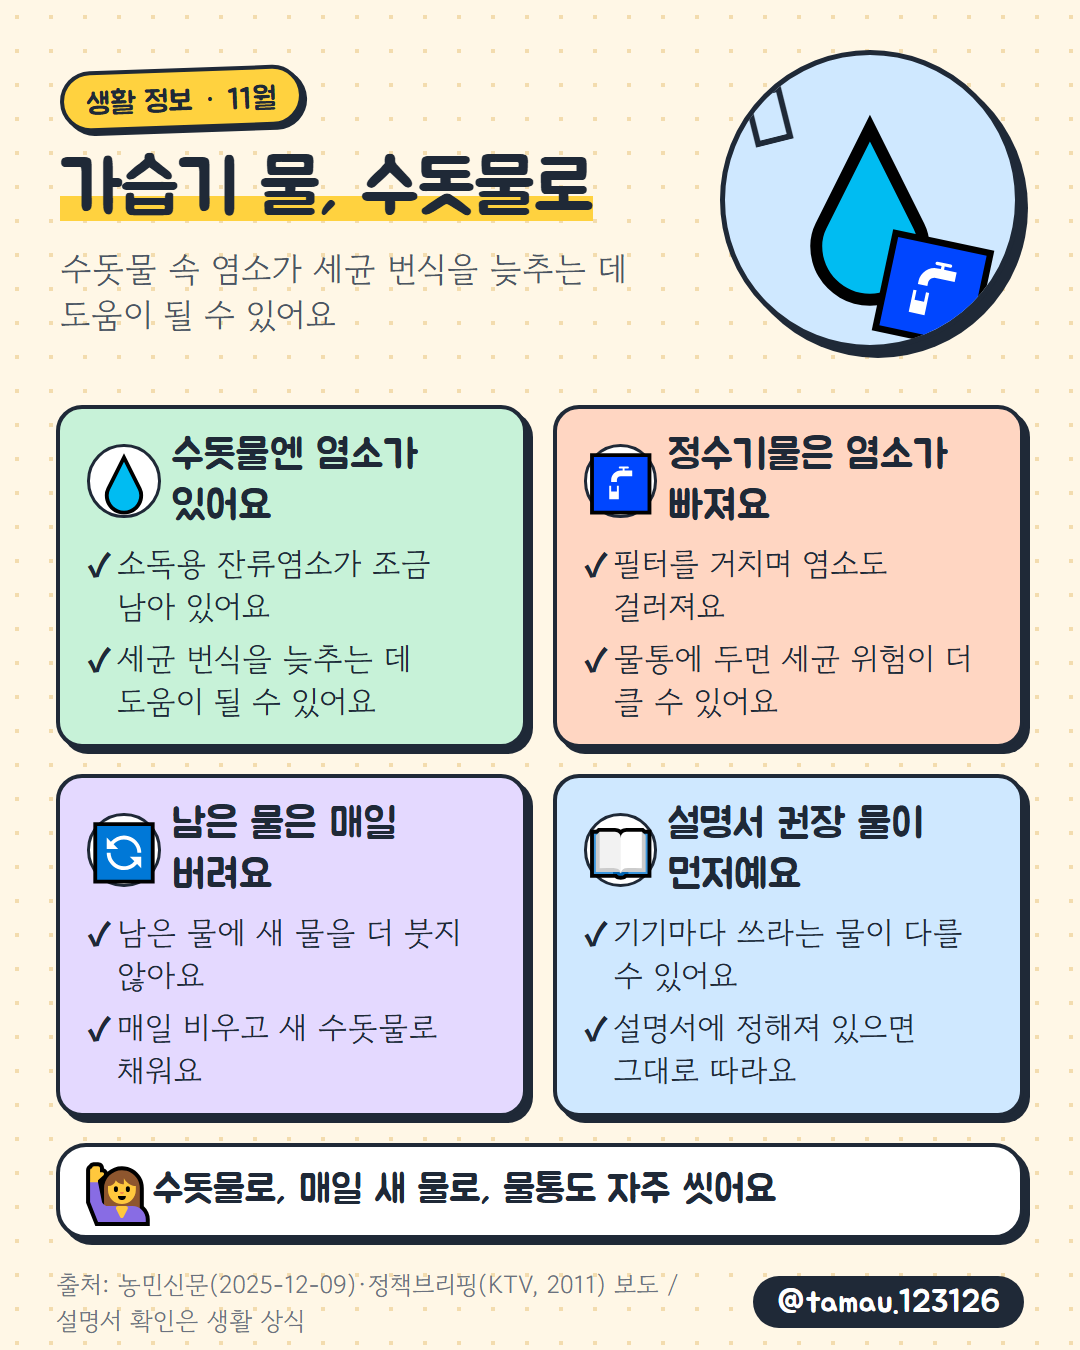 생활 정보 · 11월
가습기 물, 수돗물로
수돗물 속 염소가 세균 번식을 늦추는 데
도움이 될 수 있어요
수돗물엔 염소가
있어요
✓소독용 잔류염소가 조금
남아 있어요
✓세균 번식을 늦추는 데
도움이 될 수 있어요
정수기물은 염소가
빠져요
✓필터를 거치며 염소도
걸러져요
✓물통에 두면 세균 위험이 더
클 수 있어요
남은 물은 매일
버려요
✓남은 물에 새 물을 더 붓지
않아요
✓매일 비우고 새 수돗물로
채워요
설명서 권장 물이
먼저예요
✓기기마다 쓰라는 물이 다를
수 있어요
✓설명서에 정해져 있으면
그대로 따라요
수돗물로, 매일 새 물로, 물통도 자주 씻어요
출처: 농민신문(2025-12-09)·정책브리핑(KTV, 2011) 보도 /
설명서 확인은 생활 상식
@tamau.123126